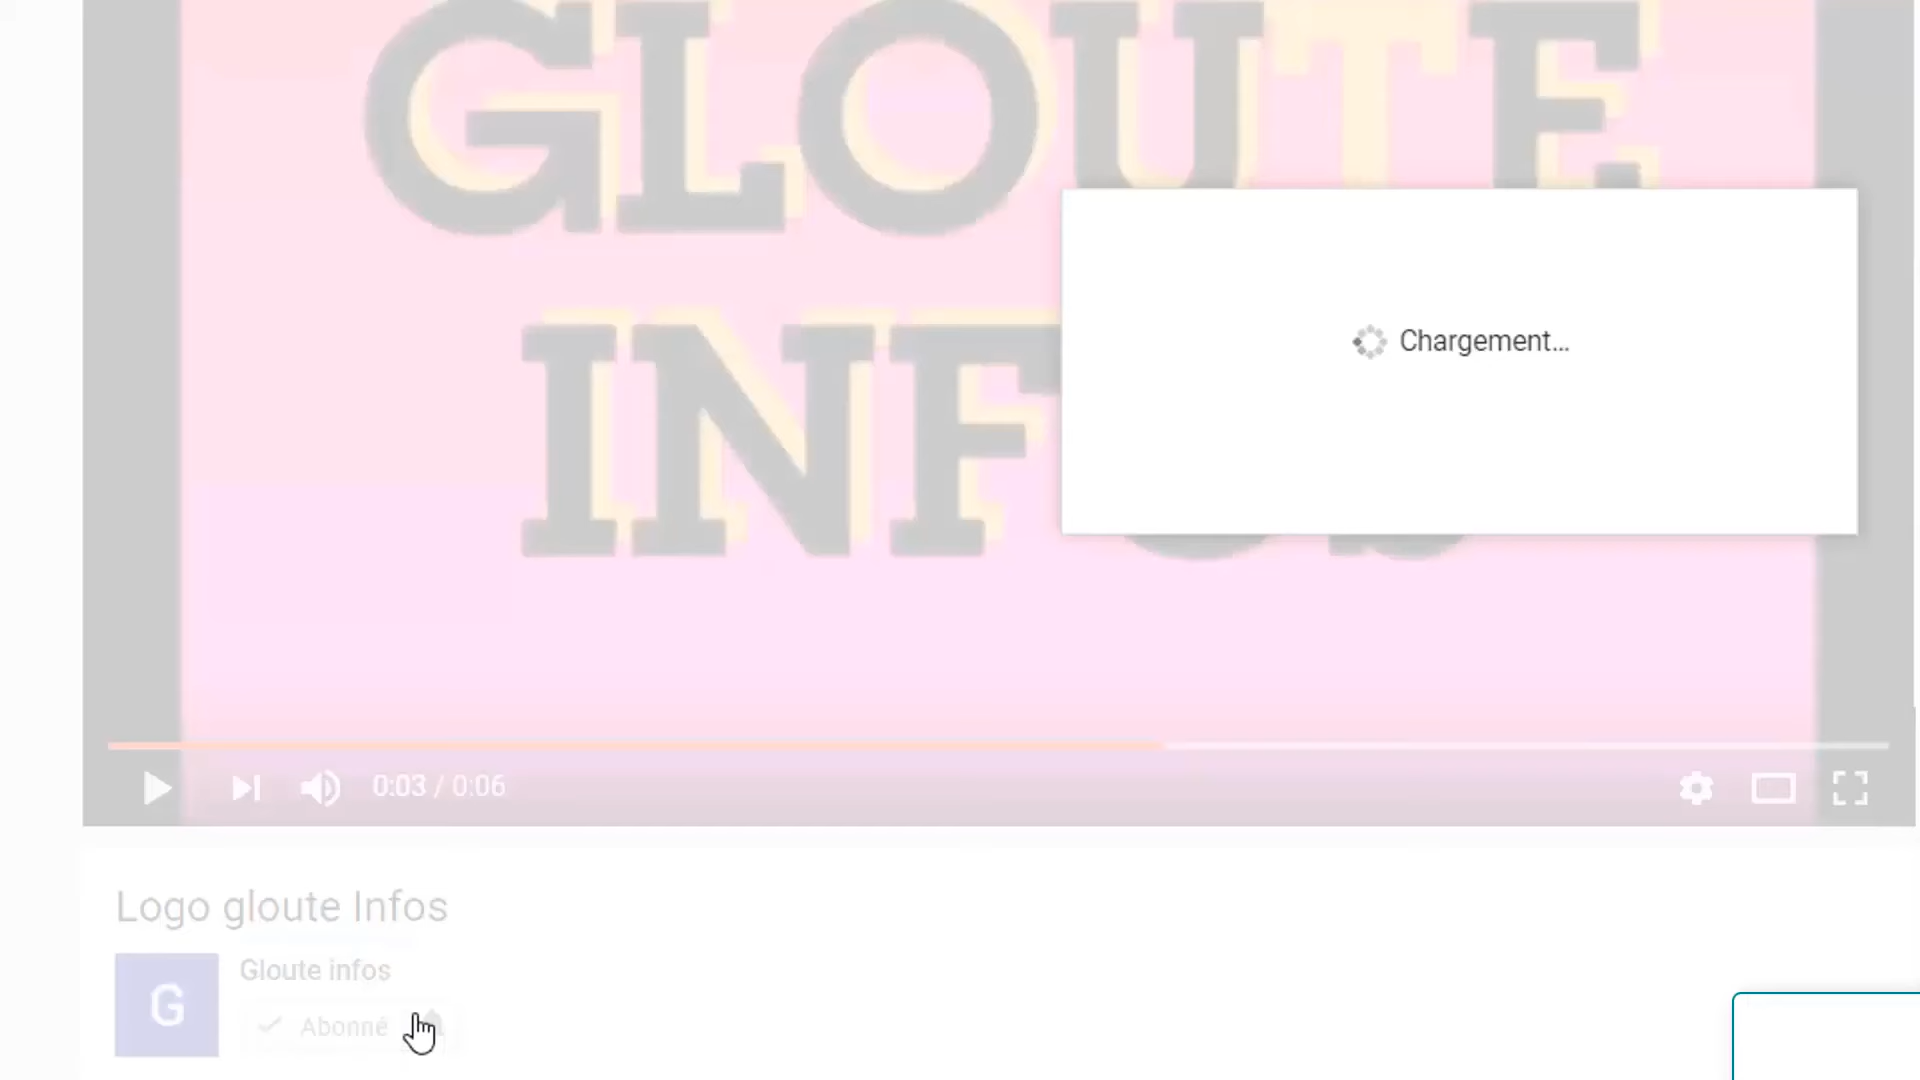 GLOUTE
INF
Chargement...
0:03 / 0:06
Logo gloute Infos
G
Gloute infos
Abonné